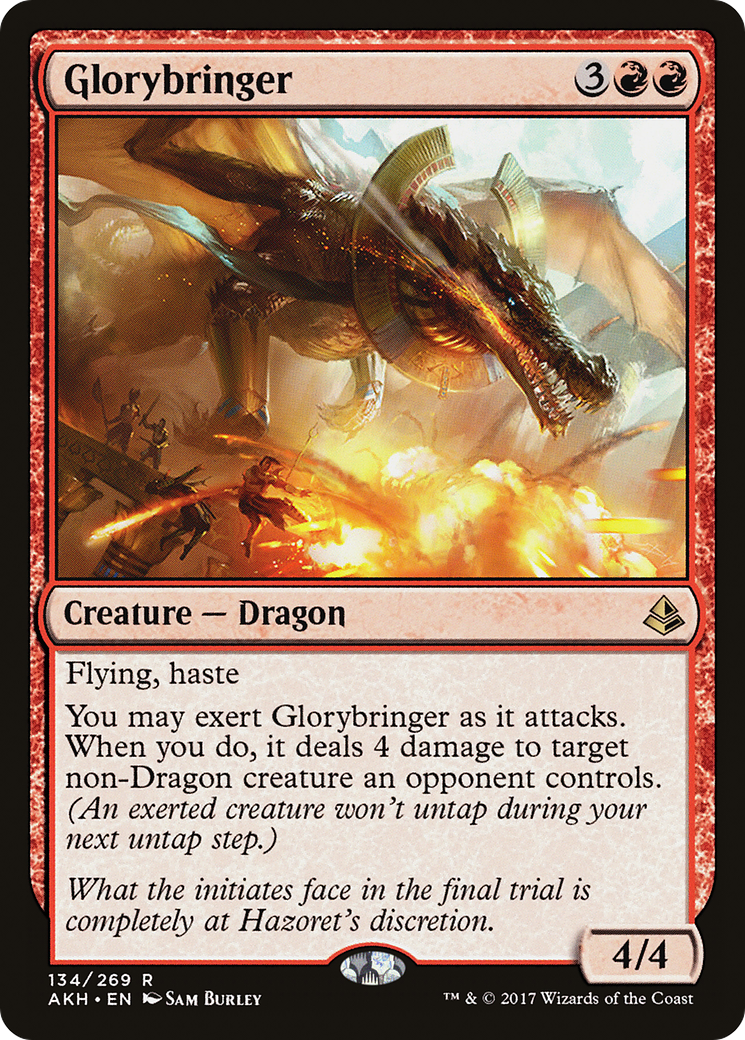 Glorybringer 3
Creature — Dragon
Flying, haste
You may exert Glorybringer as it attacks.
When you do, it deals 4 damage to target
non-Dragon creature an opponent controls.
(An exerted creature won't untap during your
next untap step.)
What the initiates face in the final trial is
completely at Hazoret's discretion.
4/4
134/269 R
AKH • EN Sam Burley
™ & © 2017 Wizards of the Coast